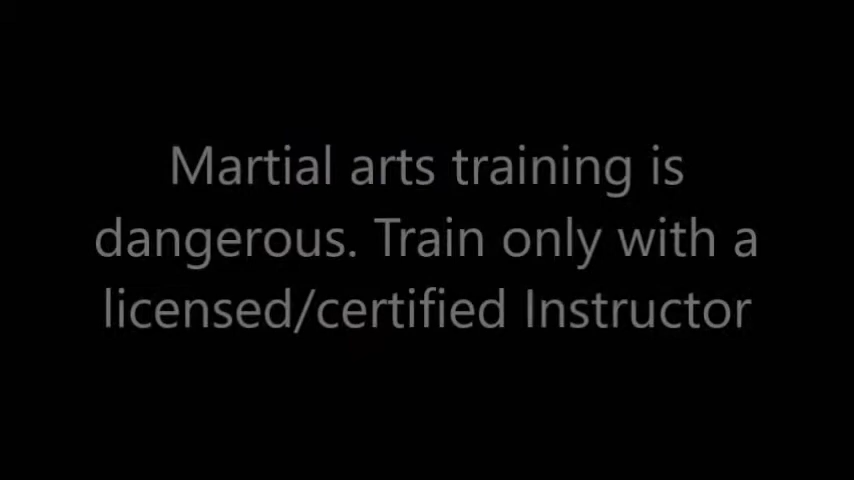 Martial arts training is
dangerous. Train only with a
licensed/certified Instructor